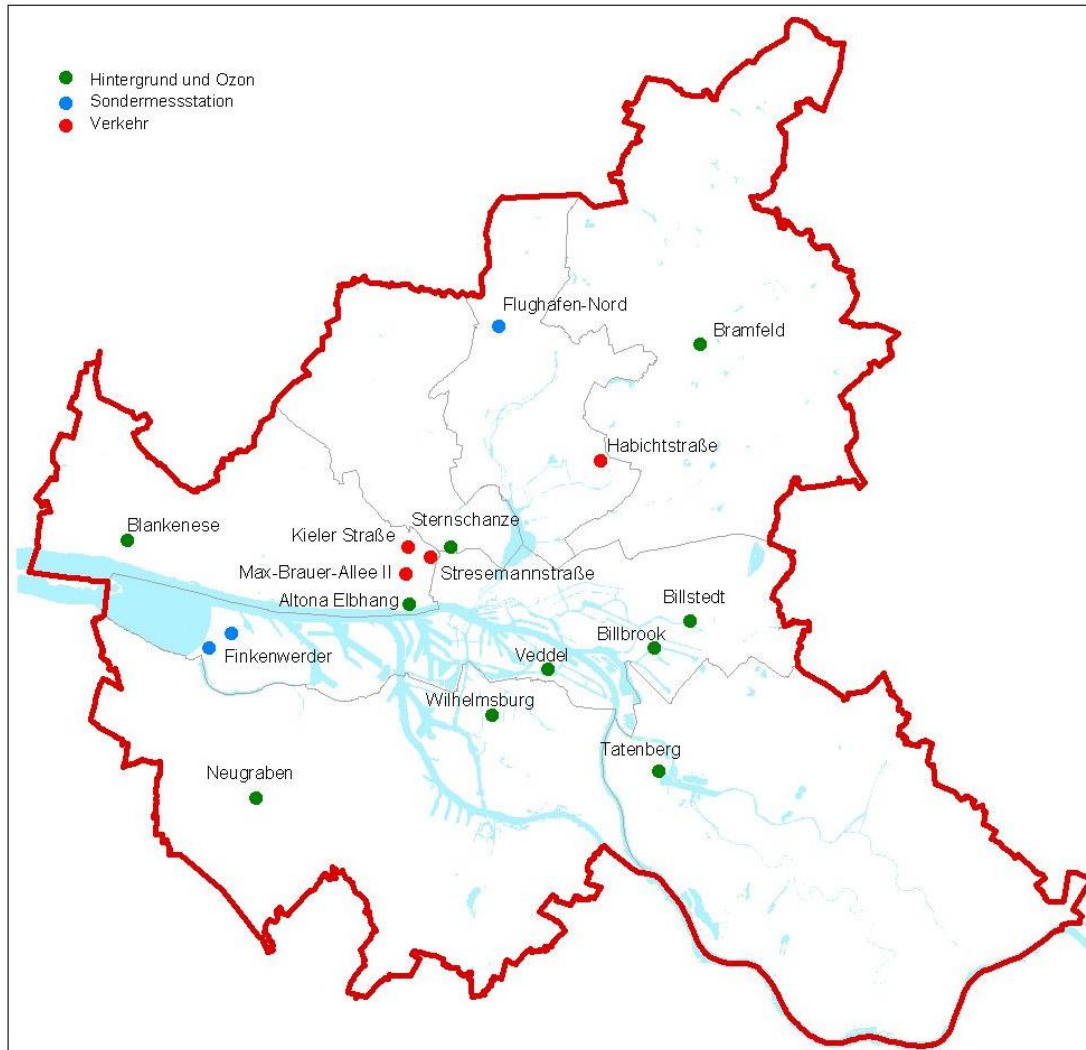 Hintergrund und Ozon
Sondermessstation
Verkehr
Flughafen-Nord
Bramfeld
Habichtstraße
Blankenese
Sternschanze
Kieler Straße
Stresemannstraße
Max-Brauer-Allee II
Altona Elbhang
Billstedt
Billbrook
Finkenwerder
Veddel
Wilhelmsburg
Tatenberg
Neugraben